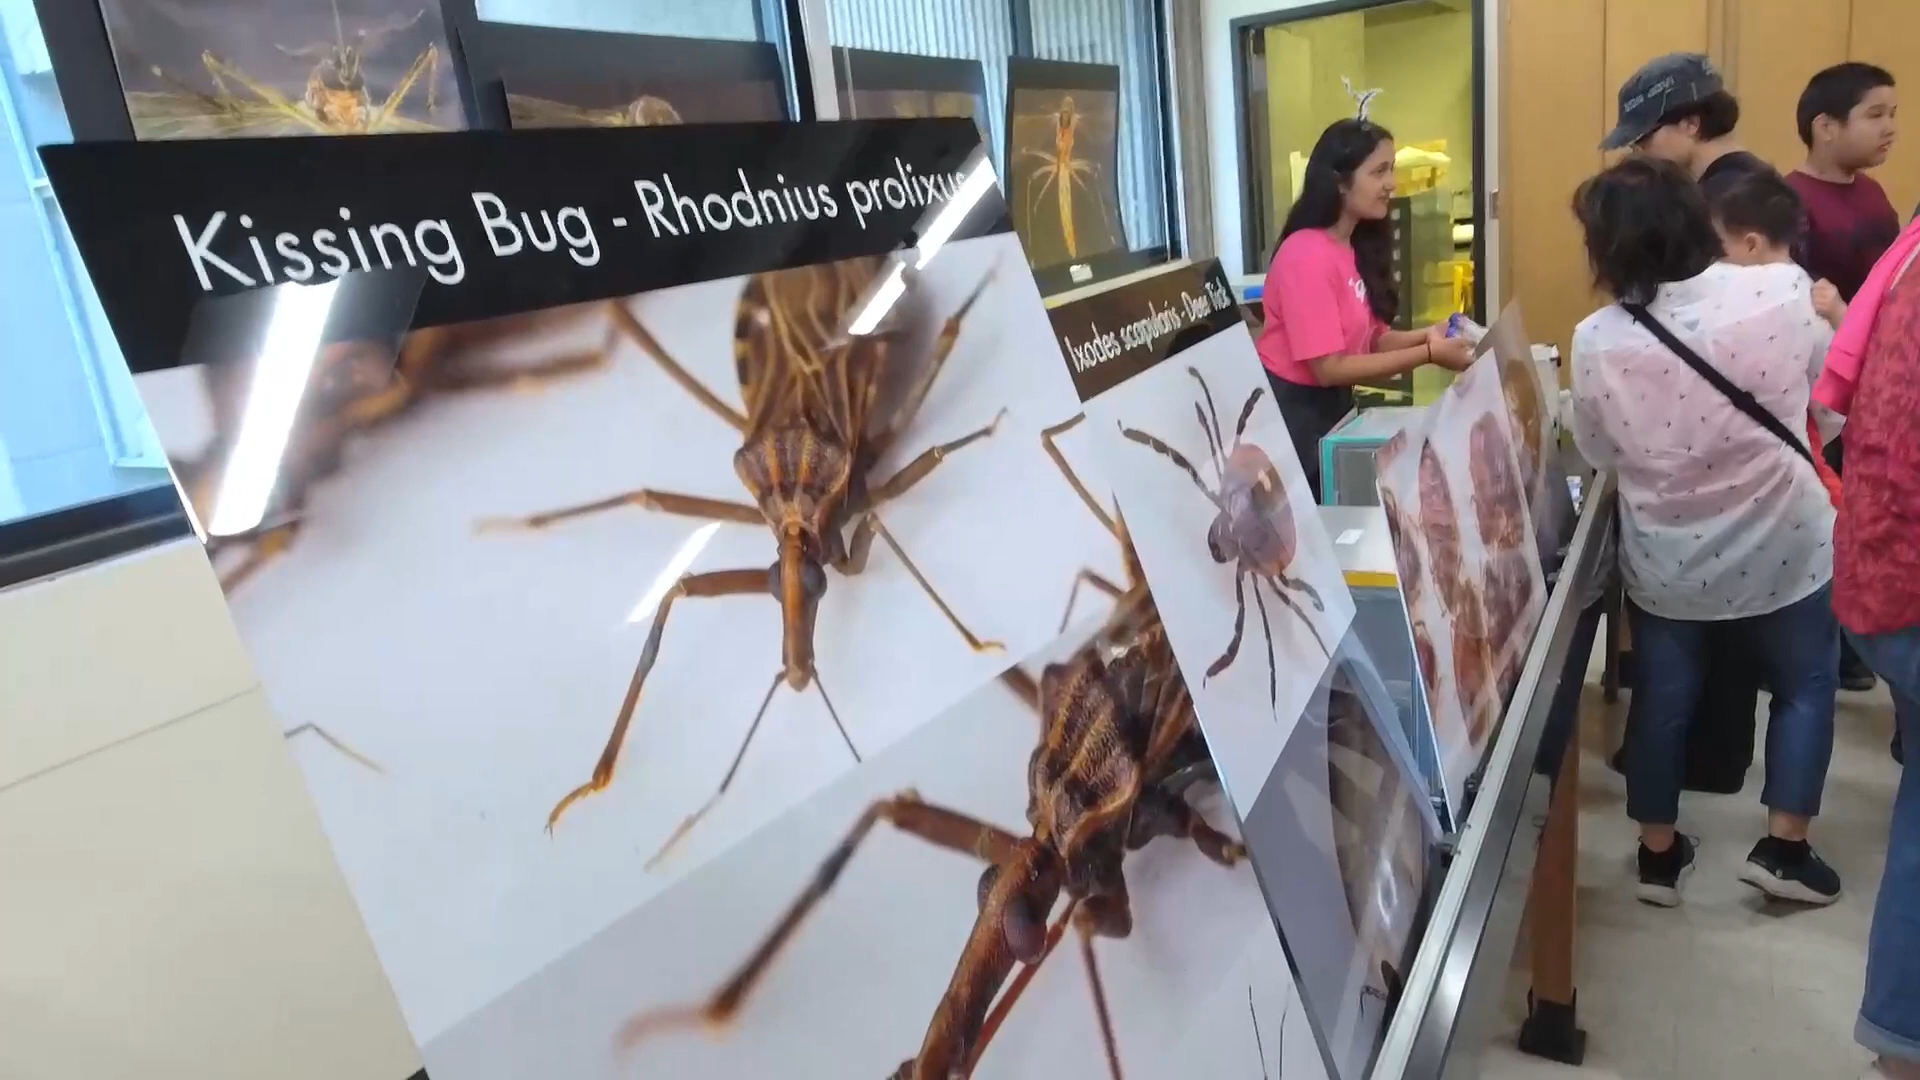 Kissing Bug - Rhodnius prolixus
Ixodes scapularis - Deer Tick